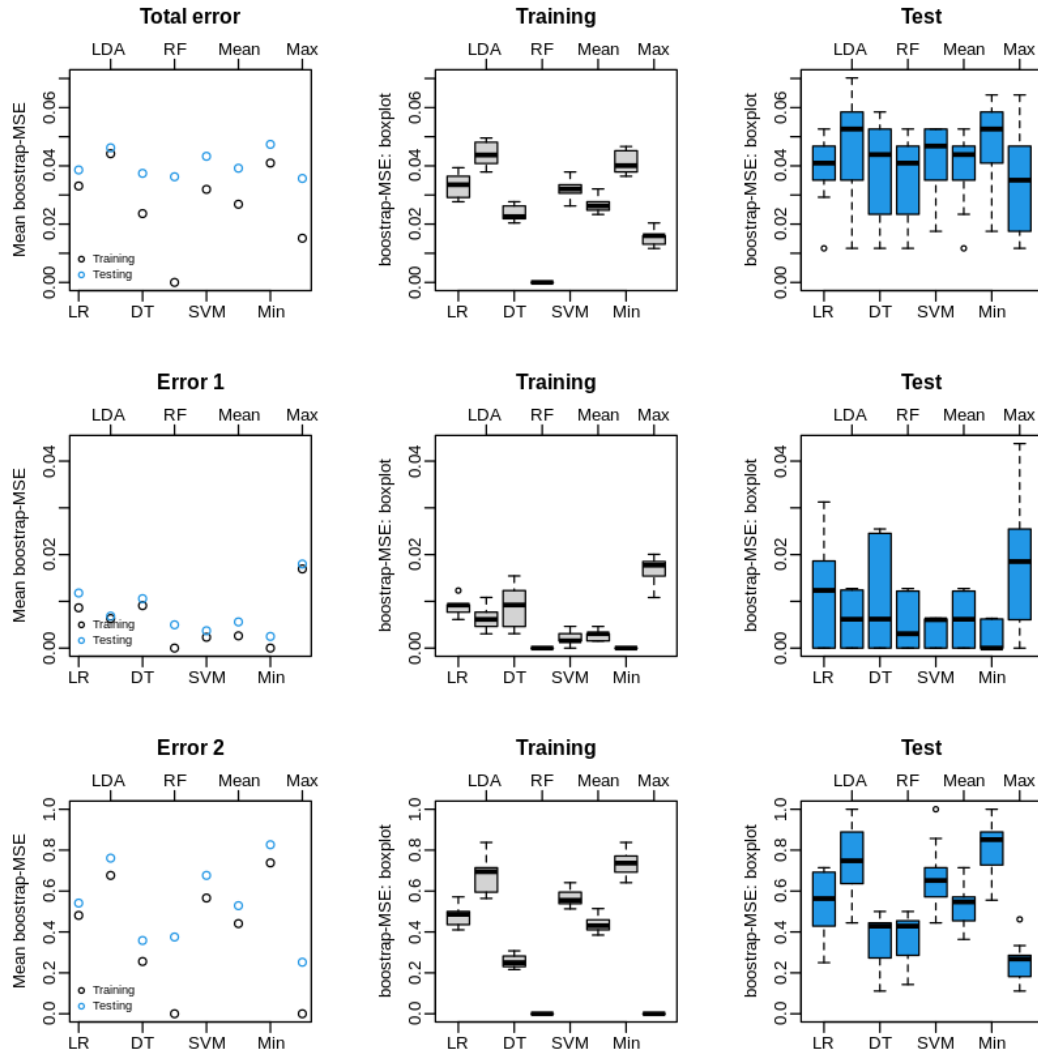 Total error
LDA RF Mean Max
Mean boostrap-MSE
0.00 0.02 0.04 0.06
Training
Testing
LR DT SVM Min
Training
LDA RF Mean Max
boostrap-MSE: boxplot
0.00 0.02 0.04 0.06
LR DT SVM Min
Test
LDA RF Mean Max
boostrap-MSE: boxplot
0.00 0.02 0.04 0.06
LR DT SVM Min
Error 1
LDA RF Mean Max
Mean boostrap-MSE
0.00 0.02 0.04
Training
Testing
LR DT SVM Min
Training
LDA RF Mean Max
boostrap-MSE: boxplot
0.00 0.02 0.04
LR DT SVM Min
Test
LDA RF Mean Max
boostrap-MSE: boxplot
0.00 0.02 0.04
LR DT SVM Min
Error 2
LDA RF Mean Max
Mean boostrap-MSE
0.0 0.2 0.4 0.6 0.8 1.0
Training
Testing
LR DT SVM Min
Training
LDA RF Mean Max
boostrap-MSE: boxplot
0.0 0.2 0.4 0.6 0.8 1.0
LR DT SVM Min
Test
LDA RF Mean Max
boostrap-MSE: boxplot
0.0 0.2 0.4 0.6 0.8 1.0
LR DT SVM Min